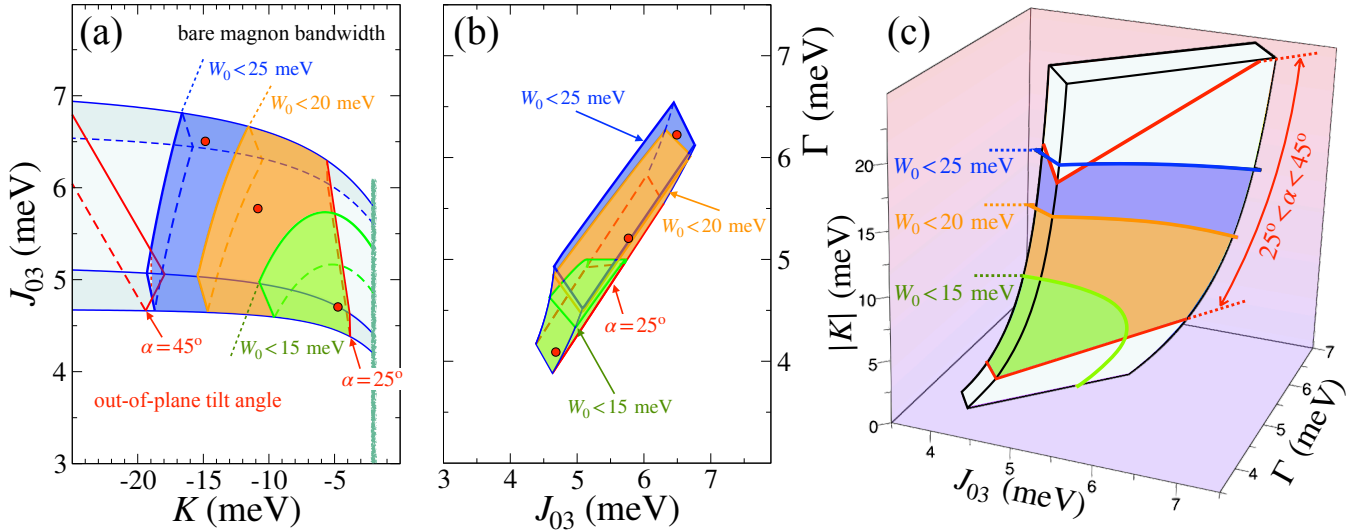 (a)
bare magnon bandwidth
W₀<25 meV
W₀<20 meV
7
6
5
4
3
J₀₃ (meV)
α=45°
W₀<15 meV
α=25°
out-of-plane tilt angle
-20
-15
-10
-5
0
K (meV)
(b)
W₀<25 meV
W₀<20 meV
α=25°
W₀<15 meV
7
6
5
4
Γ (meV)
3
4
5
6
7
J₀₃ (meV)
(c)
W₀<25 meV
W₀<20 meV
W₀<15 meV
25°<α<45°
20
15
10
5
0
|K| (meV)
4
5
6
7
J₀₃ (meV)
4
5
6
7
Γ (meV)